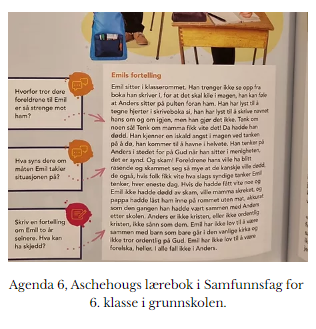 Hvorfor tror dere
foreldrene til Emil
er så strenge mot
ham?
Hva syns dere om
måten Emil takler
situasjonen på?
Skriv en fortelling
om Emil to år
seinere. Hva kan
ha skjedd?
Emils fortelling
Emil sitter i klasserommet. Han trenger ikke se opp fra
boka han skriver i, for at det skal kile i magen, han kan føle
at Anders sitter på pulten foran ham. Han har lyst til å
tegne hjerter i skriveboka si, han har lyst til å skrive navnet
hans om og om igjen, men han gjør det ikke. Tenk om
noen så! Tenk om mamma fikk vite det! Da hadde han
dødd. Han kjenner en iskald angst i magen ved tanken
på å dø, han kommer til å havne i helvete. Han tenker på
Anders i stedet for på Gud når han sitter i menigheten,
det er synd. Og skam! Foreldrene hans ville ha blitt
rasende og skammet seg så mye at de kanskje ville dødd,
de også, hvis folk fikk vite hva slags syndige tanker Emil
tenker, hver eneste dag. Hvis de hadde fått vite noe og
Emil ikke hadde dødd av skam, ville mamma skreket, og
pappa hadde låst ham inne på rommet uten mat, akkurat
som den gangen han hadde vært sammen med Anders
etter skolen. Anders er ikke kristen, eller ikke ordentlig
kristen, ikke sånn som dem. Emil har ikke lov til å være
sammen med barn som bare går i den vanlige kirka og
ikke tror ordentlig på Gud. Emil har ikke lov til å være
forelska, heller. I alle fall ikke i Anders.
Agenda 6, Aschehougs lærebok i Samfunnsfag for
6. klasse i grunnskolen.